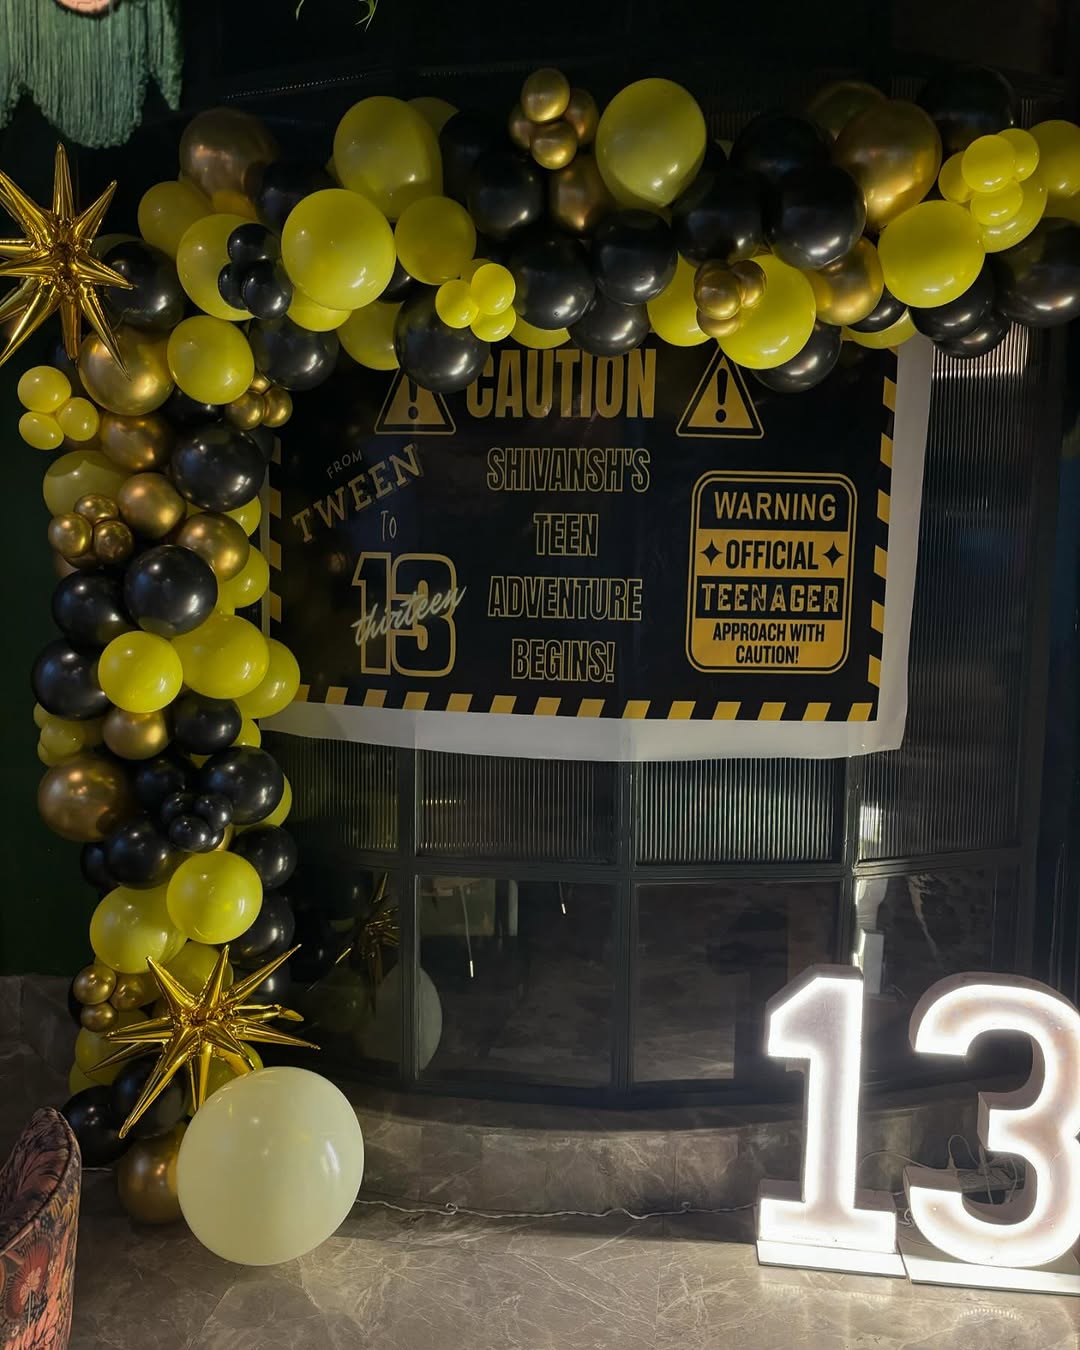 CAUTION
FROM
TWEEN
TO
13
thirteen
SHIVANSH'S
TEEN
ADVENTURE
BEGINS!
WARNING
OFFICIAL
TEENAGER
APPROACH WITH
CAUTION!
13